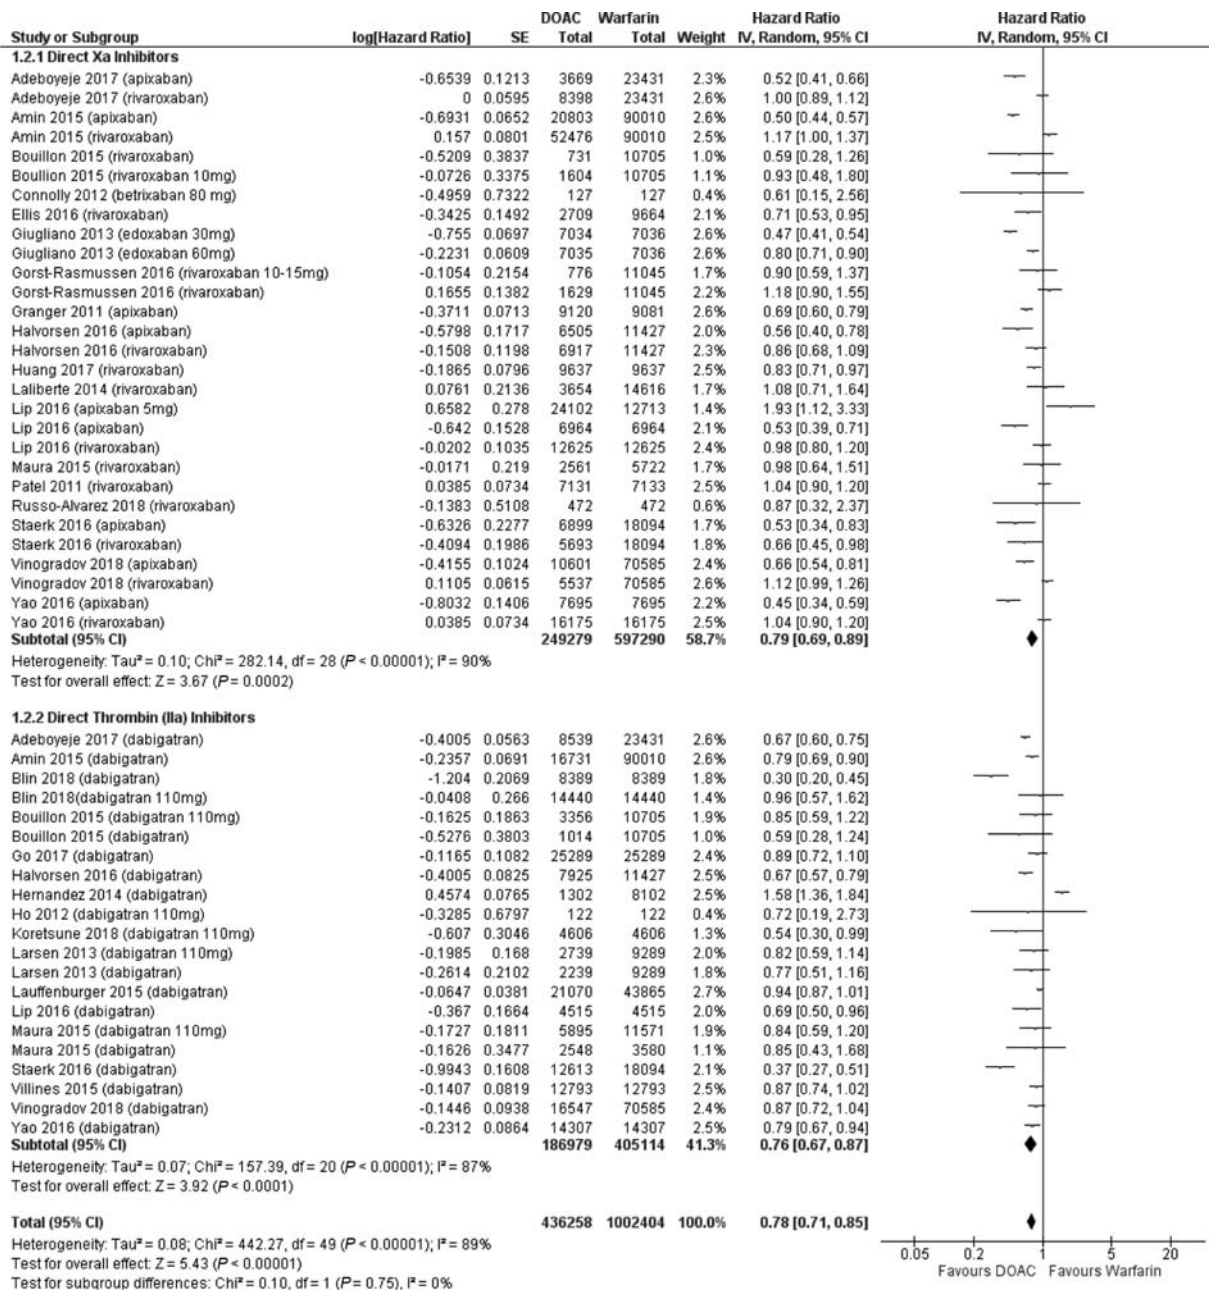 DOAC Warfarin Hazard Ratio Hazard Ratio
Study or Subgroup log[Hazard Ratio] SE Total Total Weight IV, Random, 95% CI IV, Random, 95% CI
1.2.1 Direct Xa Inhibitors
Adeboyeje 2017 (apixaban) -0.6539 0.1213 3669 23431 2.3% 0.52 [0.41, 0.66]
Adeboyeje 2017 (rivaroxaban) 0 0.0595 8398 23431 2.6% 1.00 [0.89, 1.12]
Amin 2015 (apixaban) -0.6931 0.0652 20803 90010 2.6% 0.50 [0.44, 0.57]
Amin 2015 (rivaroxaban) 0.157 0.0801 52476 90010 2.5% 1.17 [1.00, 1.37]
Bouillon 2015 (rivaroxaban) -0.5209 0.3837 731 10705 1.0% 0.59 [0.28, 1.26]
Boullion 2015 (rivaroxaban 10mg) -0.0726 0.3375 1604 10705 1.1% 0.93 [0.48, 1.80]
Connolly 2012 (betrixaban 80 mg) -0.4959 0.7322 127 127 0.4% 0.61 [0.15, 2.56]
Ellis 2016 (rivaroxaban) -0.3425 0.1492 2709 9664 2.1% 0.71 [0.53, 0.95]
Giugliano 2013 (edoxaban 30mg) -0.755 0.0697 7034 7036 2.6% 0.47 [0.41, 0.54]
Giugliano 2013 (edoxaban 60mg) -0.2231 0.0609 7035 7036 2.6% 0.80 [0.71, 0.90]
Gorst-Rasmussen 2016 (rivaroxaban 10-15mg) -0.1054 0.2154 776 11045 1.7% 0.90 [0.59, 1.37]
Gorst-Rasmussen 2016 (rivaroxaban) 0.1655 0.1382 1629 11045 2.2% 1.18 [0.90, 1.55]
Granger 2011 (apixaban) -0.3711 0.0713 9120 9081 2.6% 0.69 [0.60, 0.79]
Halvorsen 2016 (apixaban) -0.5798 0.1717 6505 11427 2.0% 0.56 [0.40, 0.78]
Halvorsen 2016 (rivaroxaban) -0.1508 0.1198 6917 11427 2.3% 0.86 [0.68, 1.09]
Huang 2017 (rivaroxaban) -0.1865 0.0796 9637 9637 2.5% 0.83 [0.71, 0.97]
Laliberte 2014 (rivaroxaban) 0.0761 0.2136 3654 14616 1.7% 1.08 [0.71, 1.64]
Lip 2016 (apixaban 5mg) 0.6582 0.278 24102 12713 1.4% 1.93 [1.12, 3.33]
Lip 2016 (apixaban) -0.642 0.1528 6964 6964 2.1% 0.53 [0.39, 0.71]
Lip 2016 (rivaroxaban) -0.0202 0.1035 12625 12625 2.4% 0.98 [0.80, 1.20]
Maura 2015 (rivaroxaban) -0.0171 0.219 2561 5722 1.7% 0.98 [0.64, 1.51]
Patel 2011 (rivaroxaban) 0.0385 0.0734 7131 7133 2.5% 1.04 [0.90, 1.20]
Russo-Alvarez 2018 (rivaroxaban) -0.1383 0.5108 472 472 0.6% 0.87 [0.32, 2.37]
Staerk 2016 (apixaban) -0.6326 0.2277 6899 18094 1.7% 0.53 [0.34, 0.83]
Staerk 2016 (rivaroxaban) -0.4094 0.1986 5693 18094 1.8% 0.66 [0.45, 0.98]
Vinogradov 2018 (apixaban) -0.4155 0.1024 10601 70585 2.4% 0.66 [0.54, 0.81]
Vinogradov 2018 (rivaroxaban) 0.1105 0.0615 5537 70585 2.6% 1.12 [0.99, 1.26]
Yao 2016 (apixaban) -0.8032 0.1406 7695 7695 2.2% 0.45 [0.34, 0.59]
Yao 2016 (rivaroxaban) 0.0385 0.0734 16175 16175 2.5% 1.04 [0.90, 1.20]
Subtotal (95% CI) 249279 597290 58.7% 0.79 [0.69, 0.89]
Heterogeneity: Tau² = 0.10; Chi² = 282.14, df = 28 (P < 0.00001); I² = 90%
Test for overall effect: Z = 3.67 (P = 0.0002)
1.2.2 Direct Thrombin (IIa) Inhibitors
Adeboyeje 2017 (dabigatran) -0.4005 0.0563 8539 23431 2.6% 0.67 [0.60, 0.75]
Amin 2015 (dabigatran) -0.2357 0.0691 16731 90010 2.6% 0.79 [0.69, 0.90]
Blin 2018 (dabigatran) -1.204 0.2069 8389 8389 1.8% 0.30 [0.20, 0.45]
Blin 2018(dabigatran 110mg) -0.0408 0.266 14440 14440 1.4% 0.96 [0.57, 1.62]
Bouillon 2015 (dabigatran 110mg) -0.1625 0.1863 3356 10705 1.9% 0.85 [0.59, 1.22]
Bouillon 2015 (dabigatran) -0.5276 0.3803 1014 10705 1.0% 0.59 [0.28, 1.24]
Go 2017 (dabigatran) -0.1165 0.1082 25289 25289 2.4% 0.89 [0.72, 1.10]
Halvorsen 2016 (dabigatran) -0.4005 0.0825 7925 11427 2.5% 0.67 [0.57, 0.79]
Hernandez 2014 (dabigatran) 0.4574 0.0765 1302 8102 2.5% 1.58 [1.36, 1.84]
Ho 2012 (dabigatran 110mg) -0.3285 0.6797 122 122 0.4% 0.72 [0.19, 2.73]
Koretsune 2018 (dabigatran 110mg) -0.607 0.3046 4606 4606 1.3% 0.54 [0.30, 0.99]
Larsen 2013 (dabigatran 110mg) -0.1985 0.168 2739 9289 2.0% 0.82 [0.59, 1.14]
Larsen 2013 (dabigatran) -0.2614 0.2102 2239 9289 1.8% 0.77 [0.51, 1.16]
Lauffenburger 2015 (dabigatran) -0.0647 0.0381 21070 43865 2.7% 0.94 [0.87, 1.01]
Lip 2016 (dabigatran) -0.367 0.1664 4515 4515 2.0% 0.69 [0.50, 0.96]
Maura 2015 (dabigatran 110mg) -0.1727 0.1811 5895 11571 1.9% 0.84 [0.59, 1.20]
Maura 2015 (dabigatran) -0.1626 0.3477 2548 3580 1.1% 0.85 [0.43, 1.68]
Staerk 2016 (dabigatran) -0.9943 0.1608 12613 18094 2.1% 0.37 [0.27, 0.51]
Villines 2015 (dabigatran) -0.1407 0.0819 12793 12793 2.5% 0.87 [0.74, 1.02]
Vinogradov 2018 (dabigatran) -0.1446 0.0938 16547 70585 2.4% 0.87 [0.72, 1.04]
Yao 2016 (dabigatran) -0.2312 0.0864 14307 14307 2.5% 0.79 [0.67, 0.94]
Subtotal (95% CI) 186979 405114 41.3% 0.76 [0.67, 0.87]
Heterogeneity: Tau² = 0.07; Chi² = 157.39, df = 20 (P < 0.00001); I² = 87%
Test for overall effect: Z = 3.92 (P < 0.0001)
Total (95% CI) 436258 1002404 100.0% 0.78 [0.71, 0.85]
Heterogeneity: Tau² = 0.08; Chi² = 442.27, df = 49 (P < 0.00001); I² = 89%
Test for overall effect: Z = 5.43 (P < 0.00001)
Test for subgroup differences: Chi² = 0.10, df = 1 (P = 0.75), I² = 0%
0.05 0.2 1 5 20
Favours DOAC Favours Warfarin